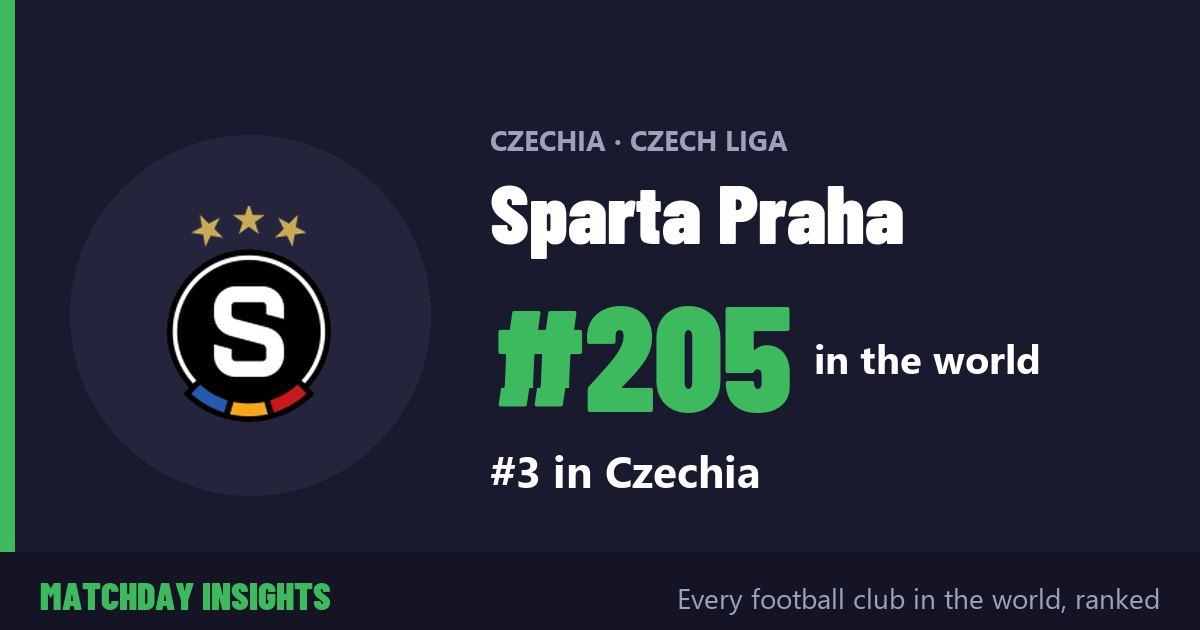 CZECHIA · CZECH LIGA
Sparta Praha
S
#205 in the world
#3 in Czechia
MATCHDAY INSIGHTS
Every football club in the world, ranked